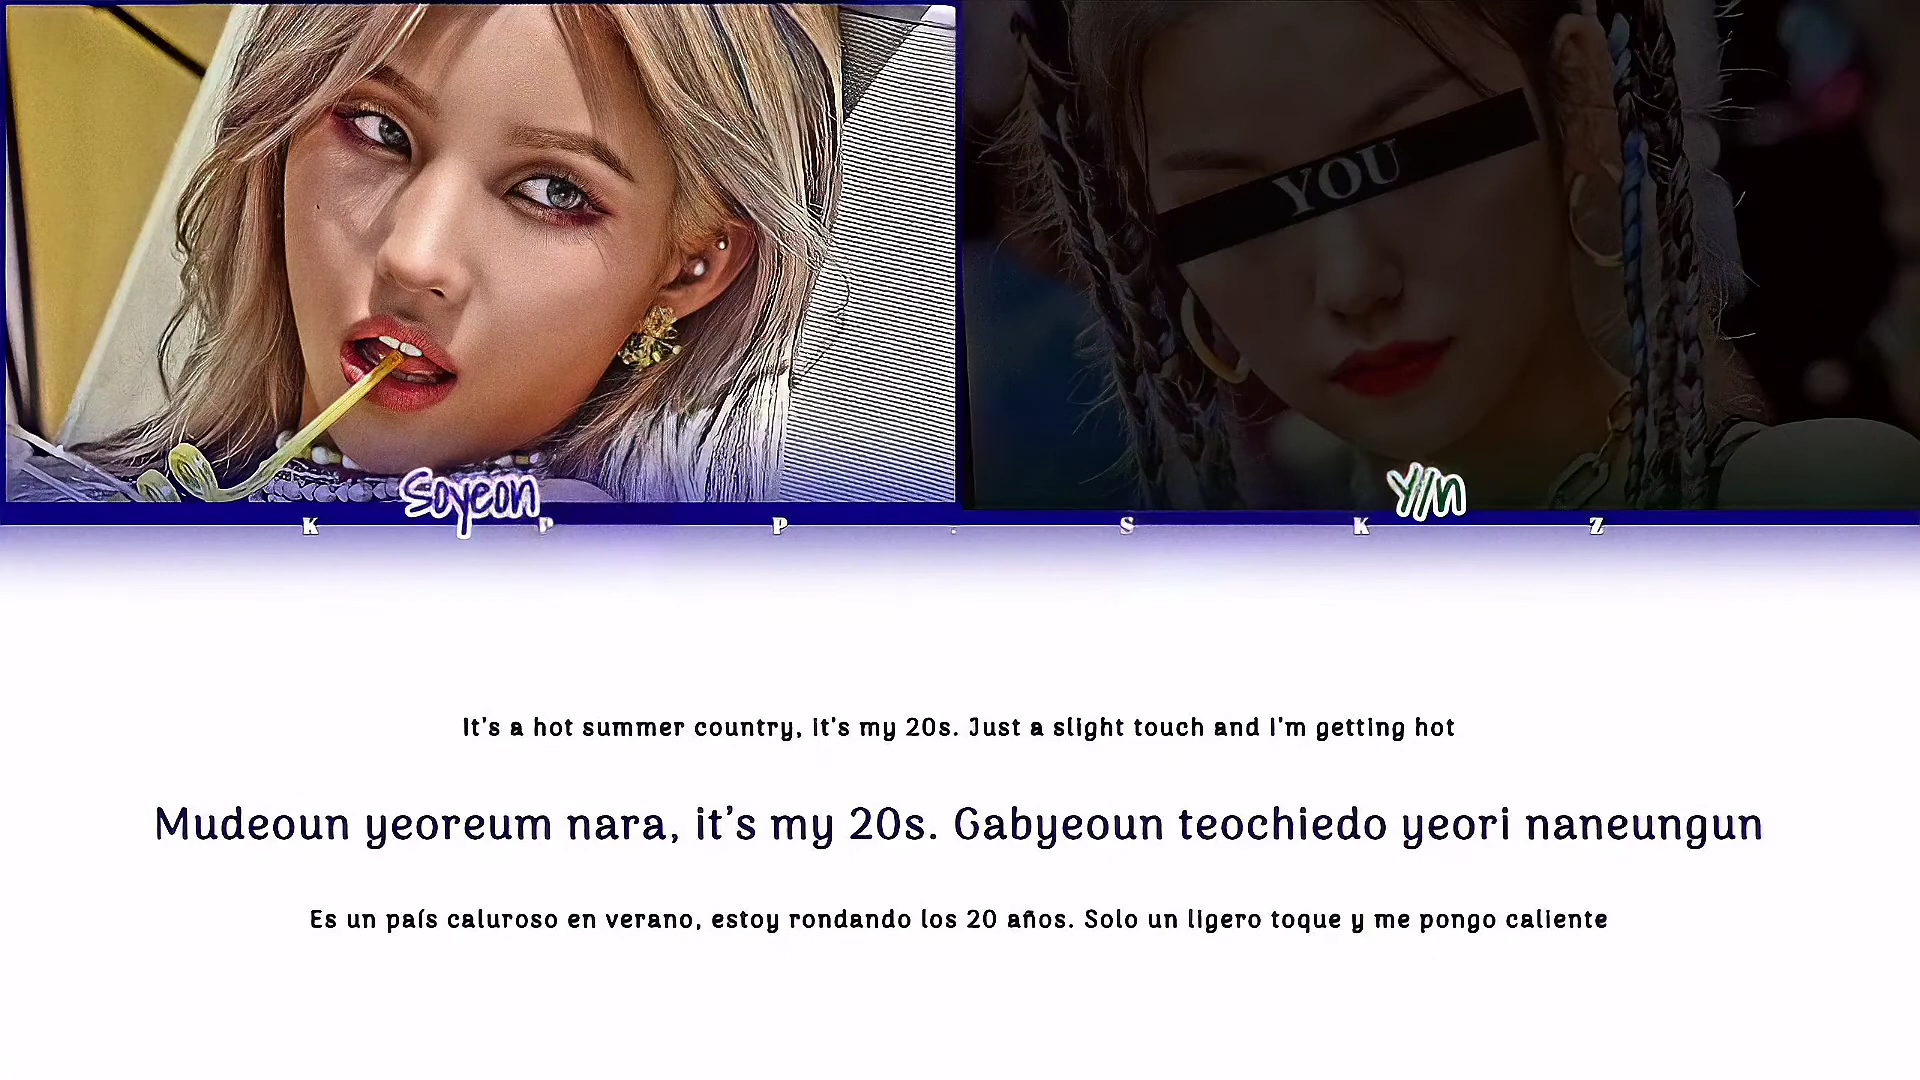 YOU
Soyeon
Y/n
K P P . S K Z
It's a hot summer country, it's my 20s. Just a slight touch and I'm getting hot
Mudeoun yeoreum nara, it's my 20s. Gabyeoun teochiedo yeori naneungun
Es un país caluroso en verano, estoy rondando los 20 años. Solo un ligero toque y me pongo caliente